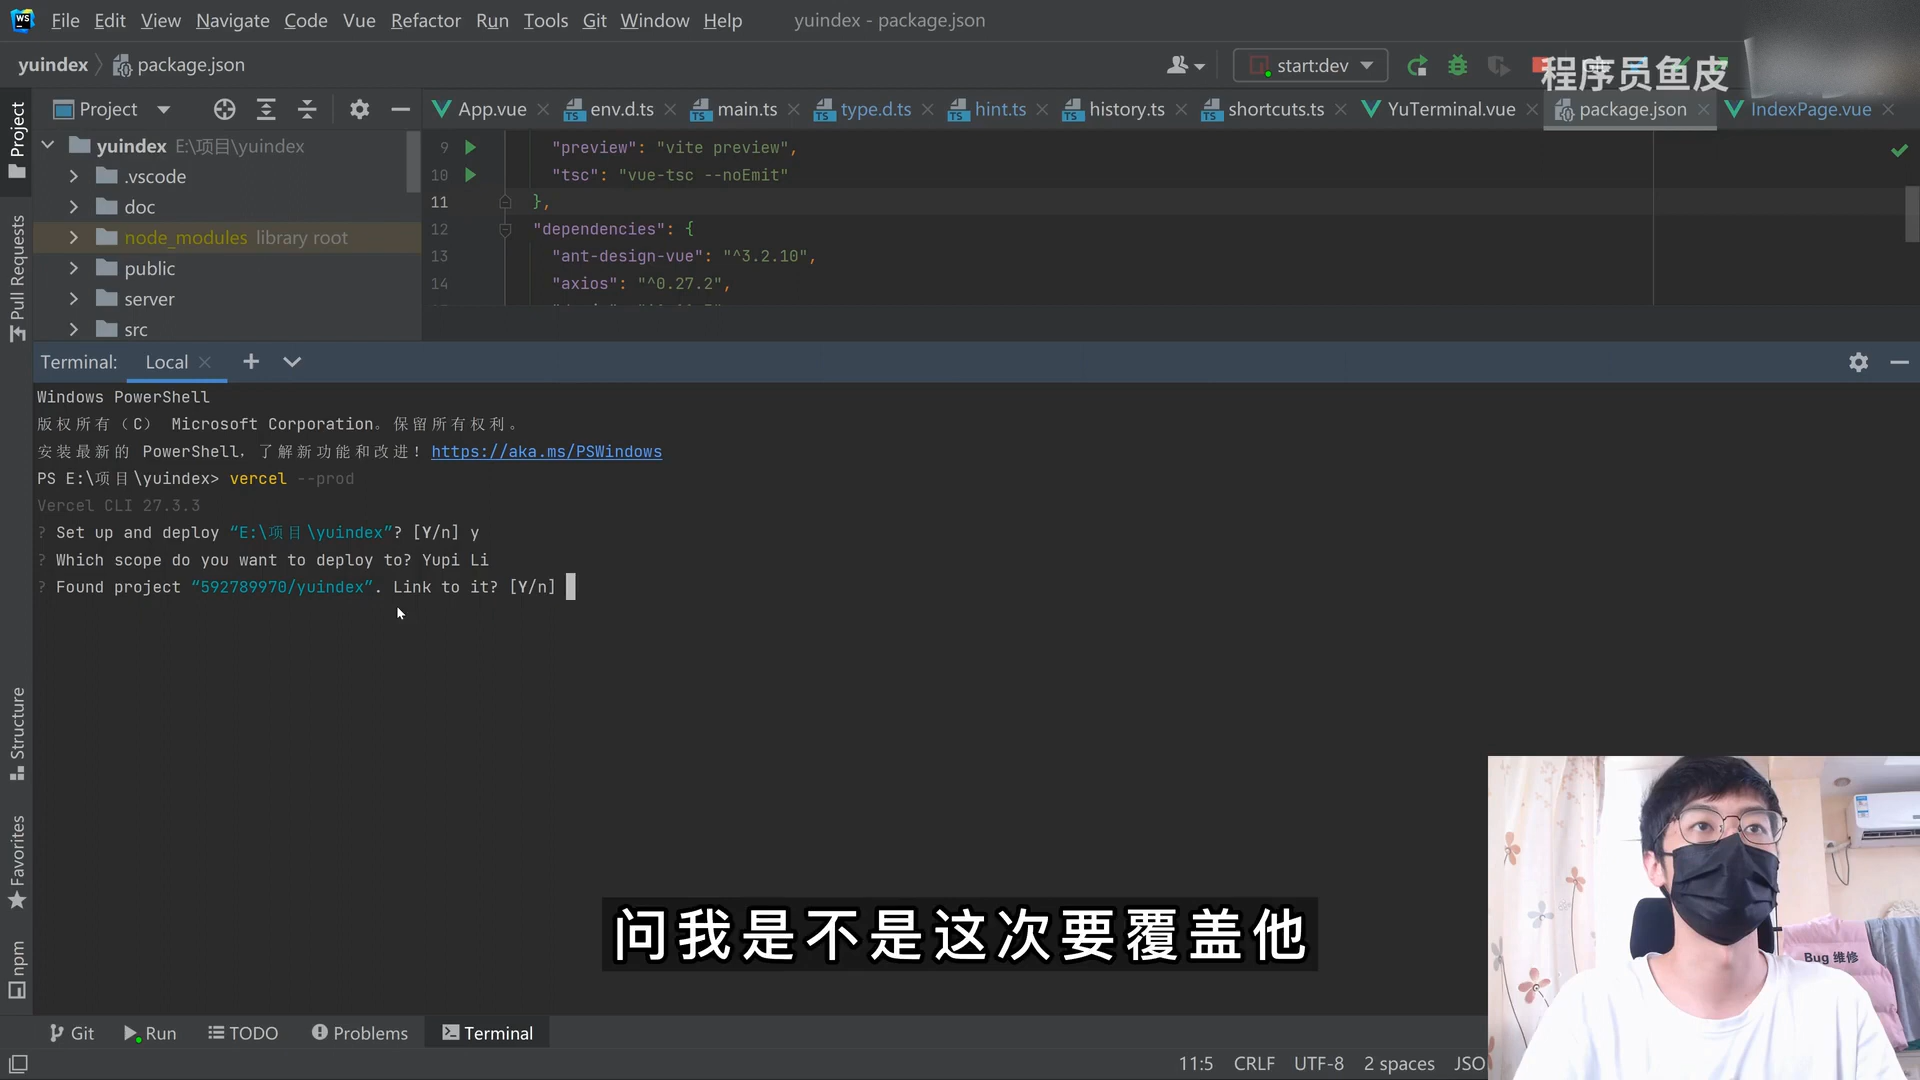 File Edit View Navigate Code Vue Refactor Run Tools Git Window Help yuindex - package.json
yuindex package.json start:dev
程序员鱼皮
Project App.vue env.d.ts main.ts type.d.ts hint.ts history.ts shortcuts.ts YuTerminal.vue package.json IndexPage.vue
Project
Pull Requests
Structure
Favorites
npm
yuindex E:\项目\yuindex
.vscode
doc
node_modules library root
public
server
src
9 "preview": "vite preview",
10 "tsc": "vue-tsc --noEmit"
11 },
12 "dependencies": {
13 "ant-design-vue": "^3.2.10",
14 "axios": "^0.27.2",
Terminal: Local
Windows PowerShell
版权所有（C） Microsoft Corporation。保留所有权利。
安装最新的 PowerShell，了解新功能和改进！https://aka.ms/PSWindows
PS E:\项目\yuindex> vercel --prod
Vercel CLI 27.3.3
? Set up and deploy “E:\项目\yuindex”? [Y/n] y
? Which scope do you want to deploy to? Yupi Li
? Found project “592789970/yuindex”. Link to it? [Y/n]
问我是不是这次要覆盖他
Bug 维修
Git Run TODO Problems Terminal
11:5 CRLF UTF-8 2 spaces JSO